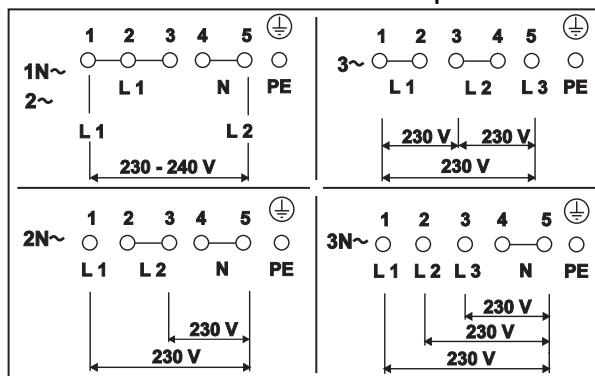 1 2 3 4 5
1N~
2~
L 1 N PE
L 1 L 2
230 - 240 V
1 2 3 4 5
3~
L 1 L 2 L 3 PE
230 V 230 V
230 V
1 2 3 4 5
2N~
L 1 L 2 N PE
230 V
230 V
1 2 3 4 5
3N~
L 1 L 2 L 3 N PE
230 V
230 V
230 V